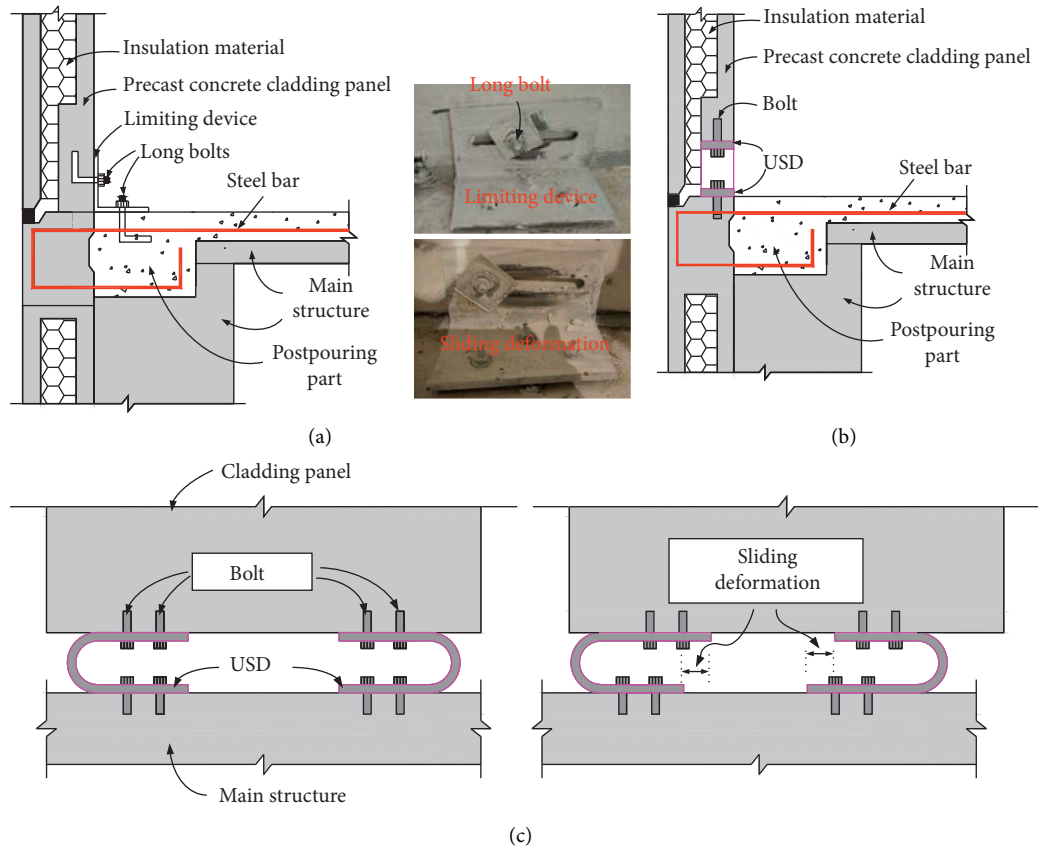 Insulation material
Precast concrete cladding panel
Limiting device
Long bolts
Steel bar
Main
structure
Postpouring
part
Long bolt
Limiting device
Sliding deformation
(a)
Insulation material
Precast concrete cladding panel
Bolt
USD
Steel bar
Main
structure
Postpouring
part
(b)
Cladding panel
Bolt
USD
Main structure
Sliding
deformation
(c)